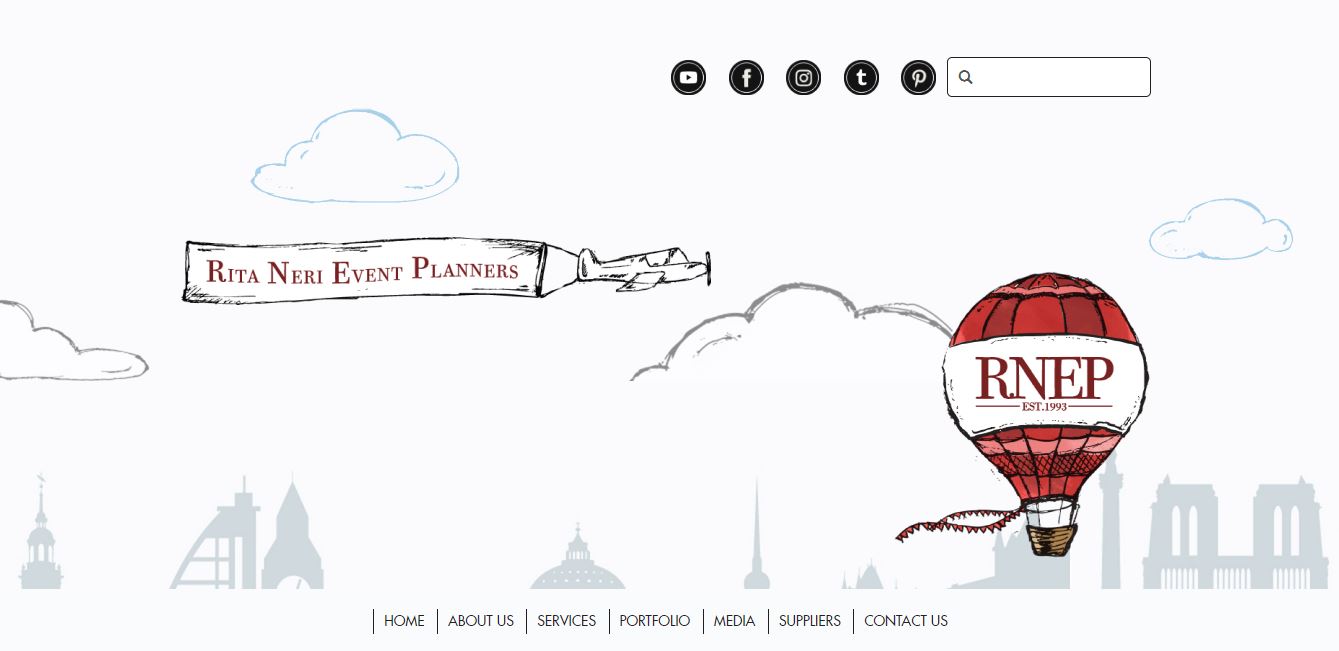 Rita Neri Event Planners
R.NEP
EST.1993
HOME ABOUT US SERVICES PORTFOLIO MEDIA SUPPLIERS CONTACT US